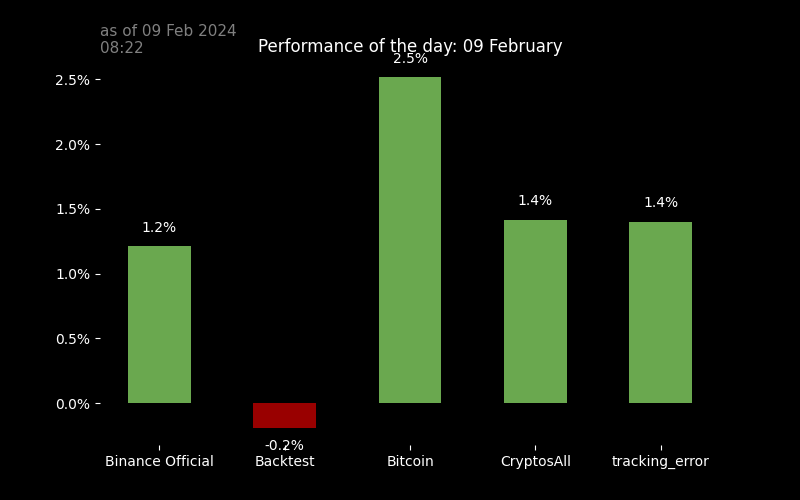 as of 09 Feb 2024
08:22
Performance of the day: 09 February
2.5%
2.5%
2.0%
1.5%
1.4%
1.4%
1.2%
1.0%
0.5%
0.0%
-0.2%
Binance Official
Backtest
Bitcoin
CryptosAll
tracking_error